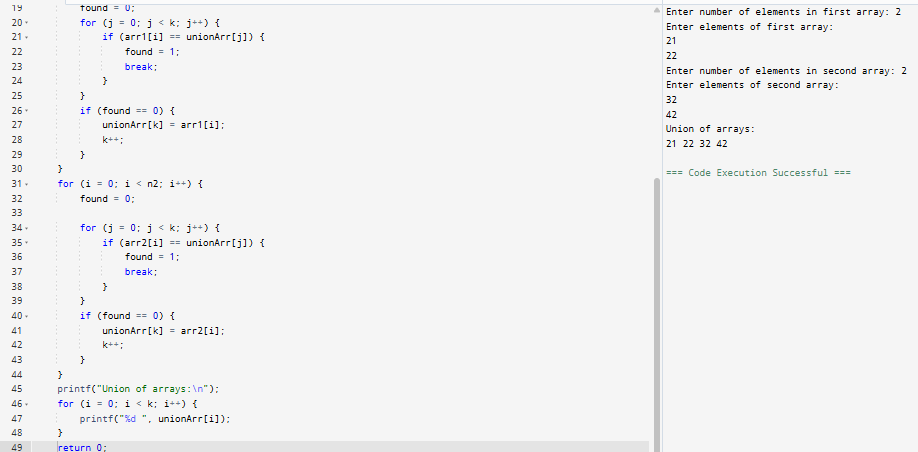 19 found = 0;
20 for (j = 0; j < k; j++) {
21 if (arr1[i] == unionArr[j]) {
22 found = 1;
23 break;
24 }
25 }
26 if (found == 0) {
27 unionArr[k] = arr1[i];
28 k++;
29 }
30 }
31 for (i = 0; i < n2; i++) {
32 found = 0;
33
34 for (j = 0; j < k; j++) {
35 if (arr2[i] == unionArr[j]) {
36 found = 1;
37 break;
38 }
39 }
40 if (found == 0) {
41 unionArr[k] = arr2[i];
42 k++;
43 }
44 }
45 printf("Union of arrays:\n");
46 for (i = 0; i < k; i++) {
47 printf("%d ", unionArr[i]);
48 }
49 return 0;
Enter number of elements in first array: 2
Enter elements of first array:
21
22
Enter number of elements in second array: 2
Enter elements of second array:
32
42
Union of arrays:
21 22 32 42
=== Code Execution Successful ===